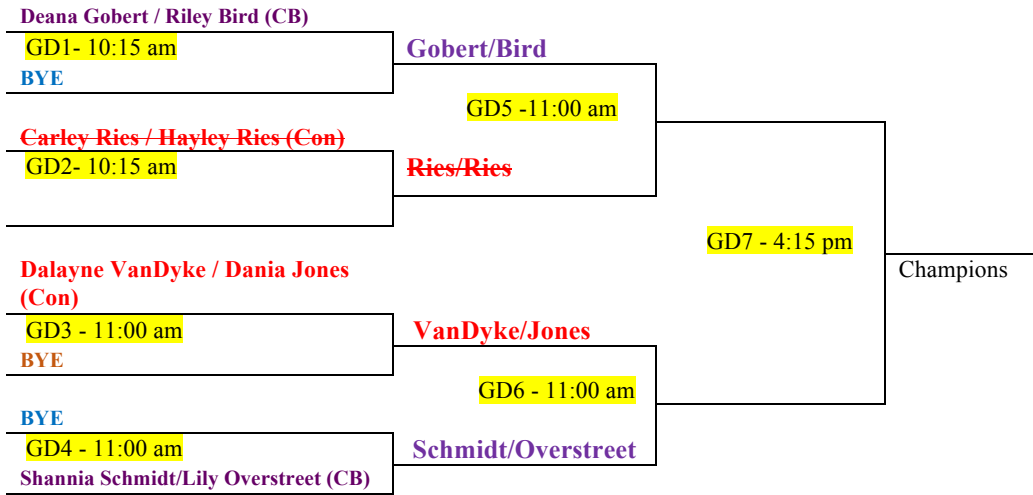 Deana Gobert / Riley Bird (CB)
GD1- 10:15 am
Gobert/Bird
BYE
GD5 -11:00 am
Carley Ries / Hayley Ries (Con)
GD2- 10:15 am
Ries/Ries
GD7 - 4:15 pm
Dalayne VanDyke / Dania Jones
(Con)
Champions
GD3 - 11:00 am
VanDyke/Jones
BYE
GD6 - 11:00 am
BYE
GD4 - 11:00 am
Schmidt/Overstreet
Shannia Schmidt/Lily Overstreet (CB)